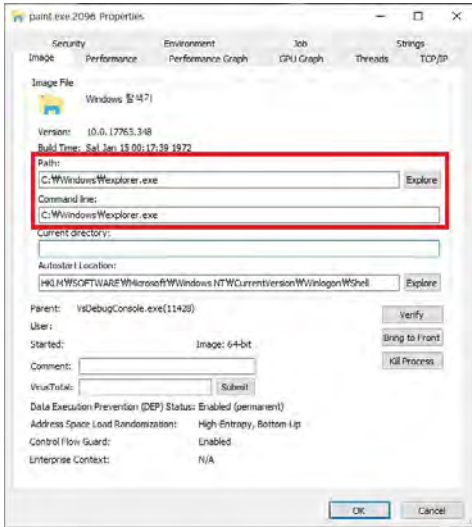 paint.exe:2096 Properties
Security Environment Job Strings
Image Performance Performance Graph GPU Graph Threads TCP/IP
Image File
Windows 탐색기
Version: 10.0.17763.348
Build Time: Sat Jan 15 00:17:39 1972
Path:
C:₩Windows₩explorer.exe Explore
Command line:
C:₩Windows₩explorer.exe
Current directory:
Autostart Location:
HKLM₩SOFTWARE₩Microsoft₩Windows NT₩CurrentVersion₩Winlogon₩Shell Explore
Parent: VsDebugConsole.exe(11428) Verify
User:
Started: Image: 64-bit Bring to Front
Comment: Kill Process
VirusTotal: Submit
Data Execution Prevention (DEP) Status: Enabled (permanent)
Address Space Load Randomization: High-Entropy, Bottom-Up
Control Flow Guard: Enabled
Enterprise Context: N/A
OK Cancel